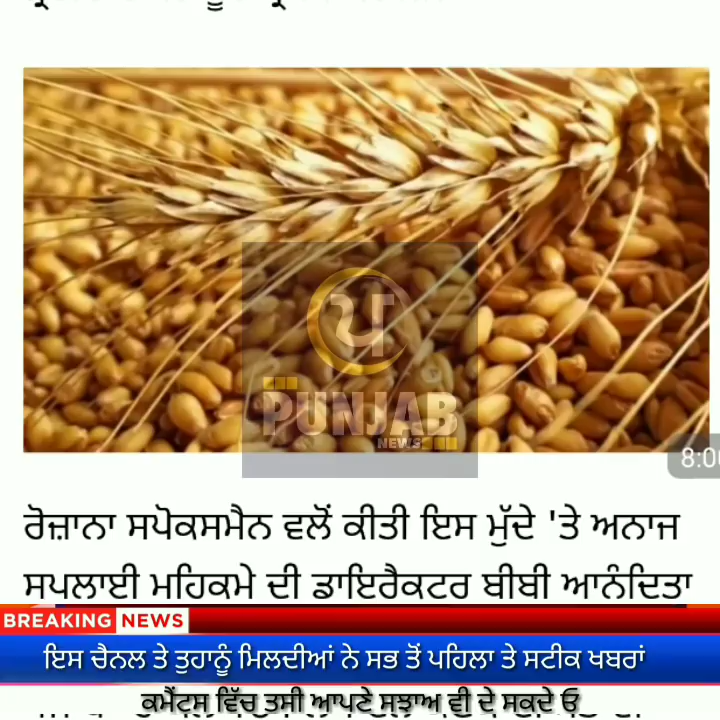 ਪ
PUNJAB
NEWS
8:0
ਰੋਜ਼ਾਨਾ ਸਪੋਕਸਮੈਨ ਵਲੋਂ ਕੀਤੀ ਇਸ ਮੁੱਦੇ 'ਤੇ ਅਨਾਜ
ਸਪਲਾਈ ਮਹਿਕਮੇ ਦੀ ਡਾਇਰੈਕਟਰ ਬੀਬੀ ਆਨੰਦਿਤਾ
BREAKING NEWS
ਇਸ ਚੈਨਲ ਤੇ ਤੁਹਾਨੂੰ ਮਿਲਦੀਆਂ ਨੇ ਸਭ ਤੋਂ ਪਹਿਲਾ ਤੇ ਸਟੀਕ ਖਬਰਾਂ
ਕਮੈਂਟਸ ਵਿੱਚ ਤੁਸੀ ਆਪਣੇ ਸੁਝਾਅ ਵੀ ਦੇ ਸਕਦੇ ਓ